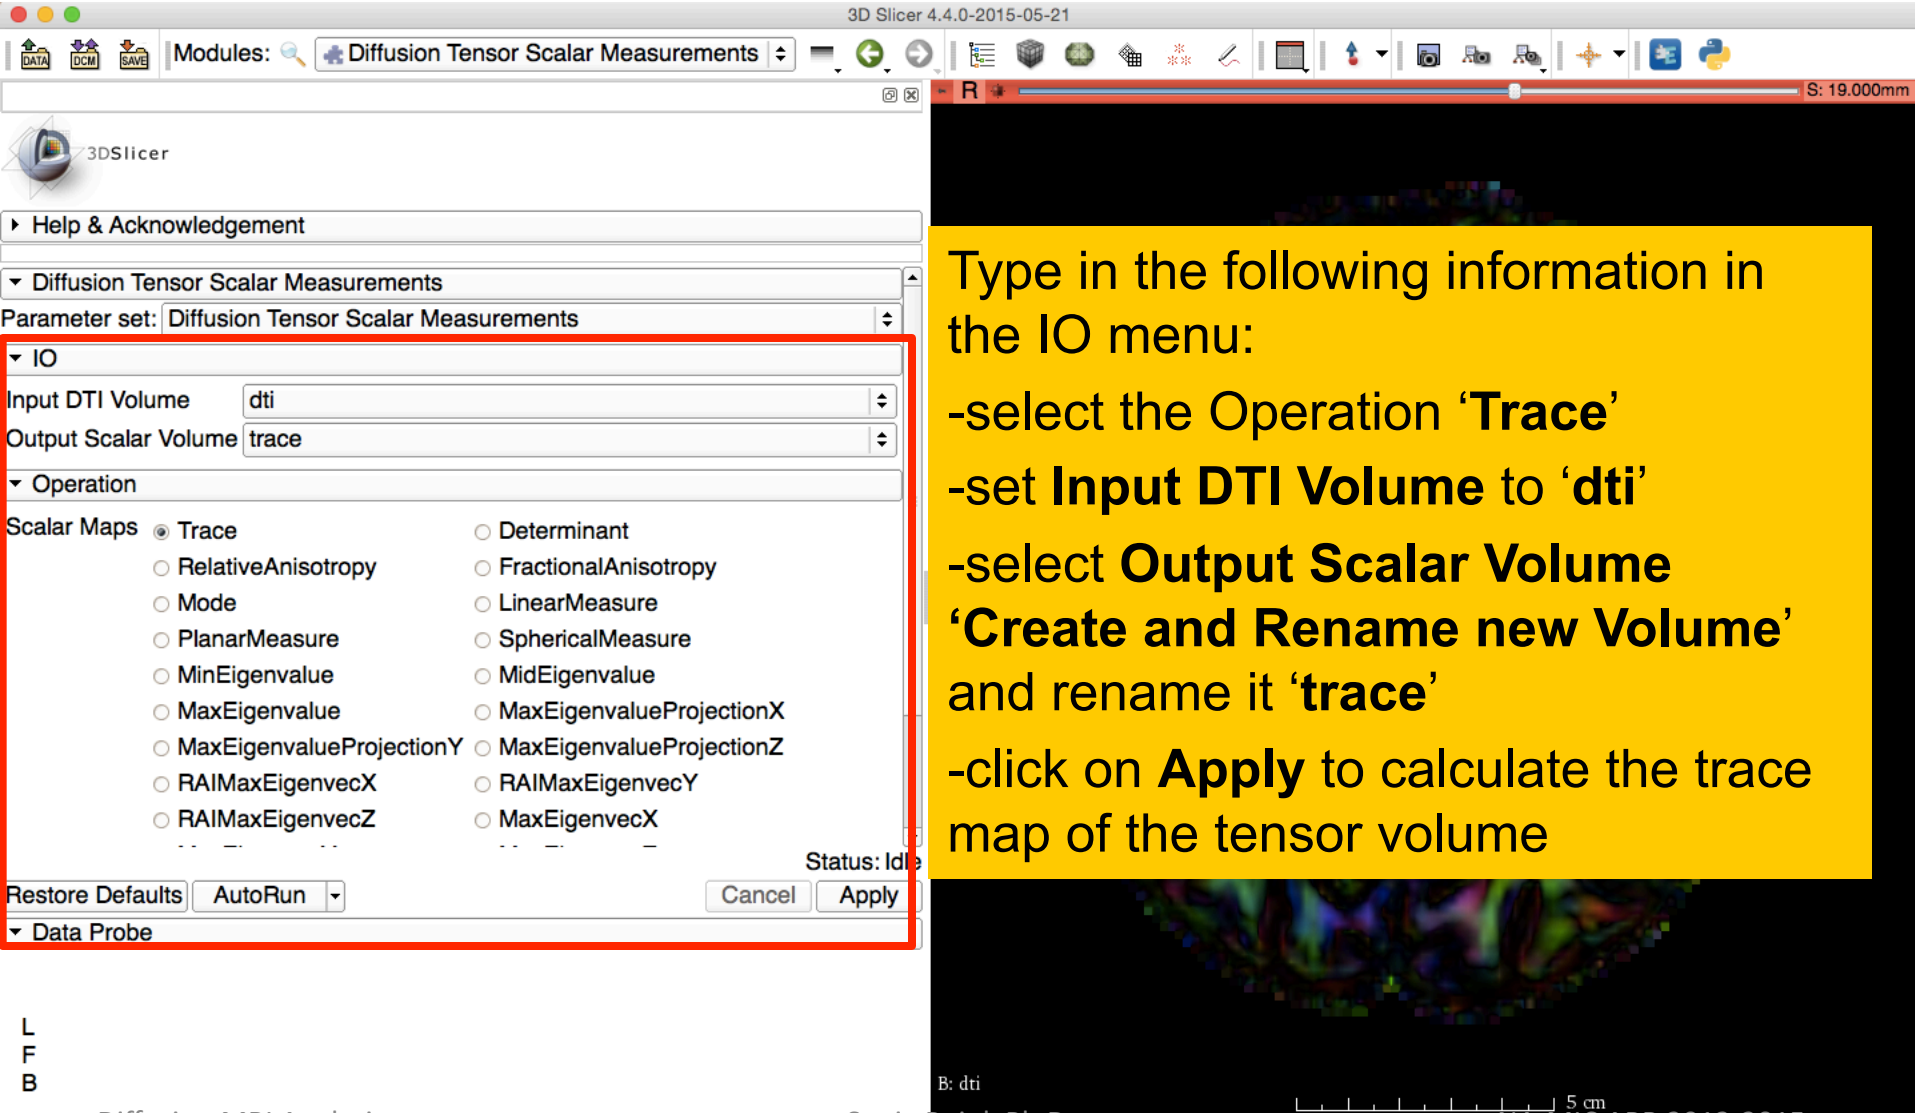 3D Slicer 4.4.0-2015-05-21
DATA DCM SAVE Modules: Diffusion Tensor Scalar Measurements
R S: 19.000mm
3DSlicer
Help & Acknowledgement
Diffusion Tensor Scalar Measurements
Parameter set: Diffusion Tensor Scalar Measurements
IO
Input DTI Volume dti
Output Scalar Volume trace
Operation
Scalar Maps Trace Determinant
RelativeAnisotropy FractionalAnisotropy
Mode LinearMeasure
PlanarMeasure SphericalMeasure
MinEigenvalue MidEigenvalue
MaxEigenvalue MaxEigenvalueProjectionX
MaxEigenvalueProjectionY MaxEigenvalueProjectionZ
RAIMaxEigenvecX RAIMaxEigenvecY
RAIMaxEigenvecZ MaxEigenvecX
Status: Idle
Restore Defaults AutoRun Cancel Apply
Data Probe
L
F
B
Type in the following information in
the IO menu:
-select the Operation ‘Trace’
-set Input DTI Volume to ‘dti’
-select Output Scalar Volume
‘Create and Rename new Volume’
and rename it ‘trace’
-click on Apply to calculate the trace
map of the tensor volume
B: dti
5 cm